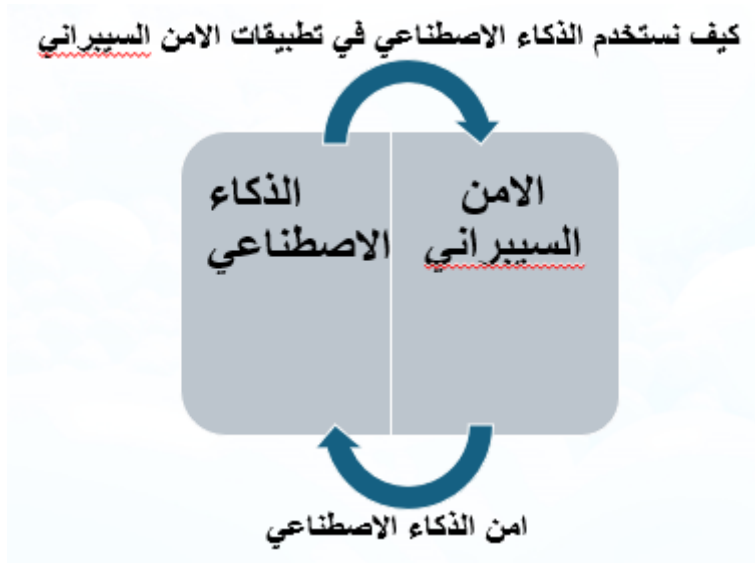 كيف نستخدم الذكاء الاصطناعي في تطبيقات الامن السيبراني
الامن
السيبراني
الذكاء
الاصطناعي
امن الذكاء الاصطناعي